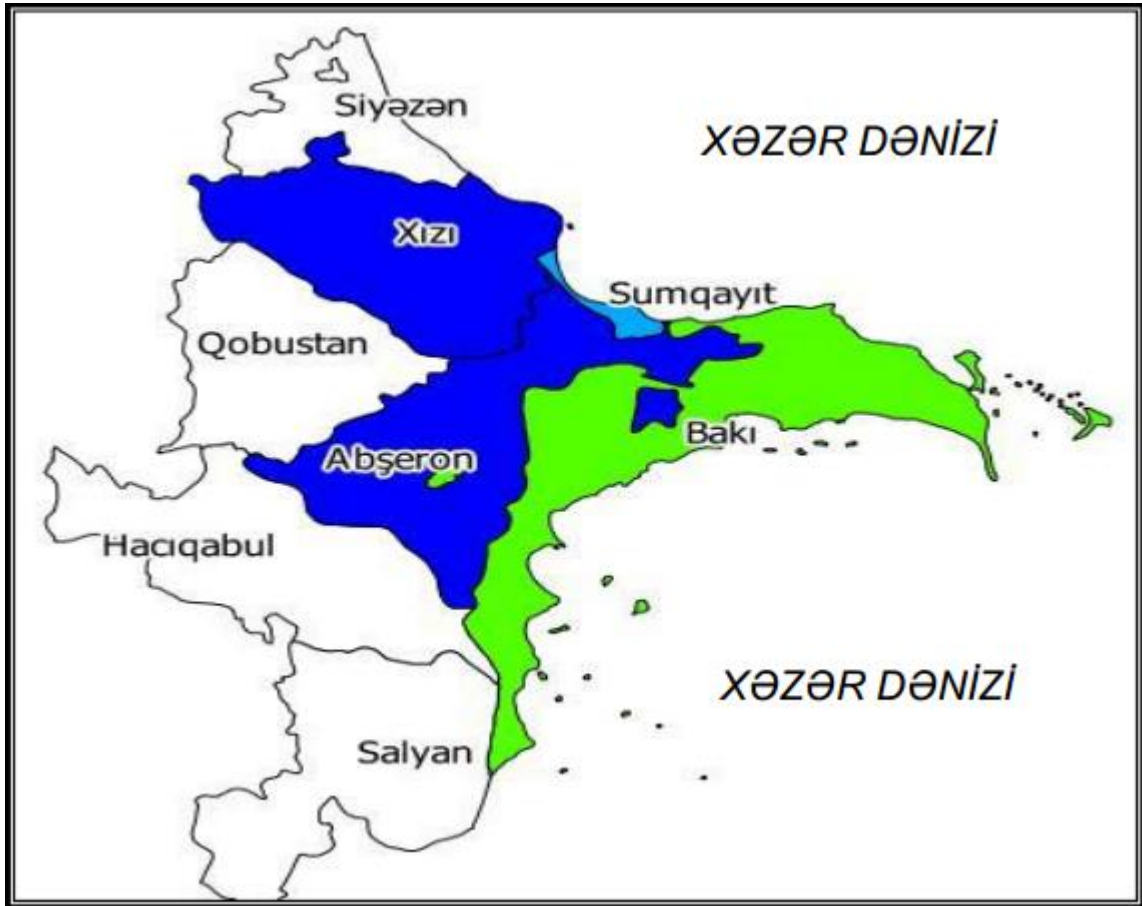 Siyəzən
XƏZƏR DƏNİZİ
Xızı
Sumqayıt
Qobustan
Bakı
Abşeron
Hacıqabul
XƏZƏR DƏNİZİ
Salyan